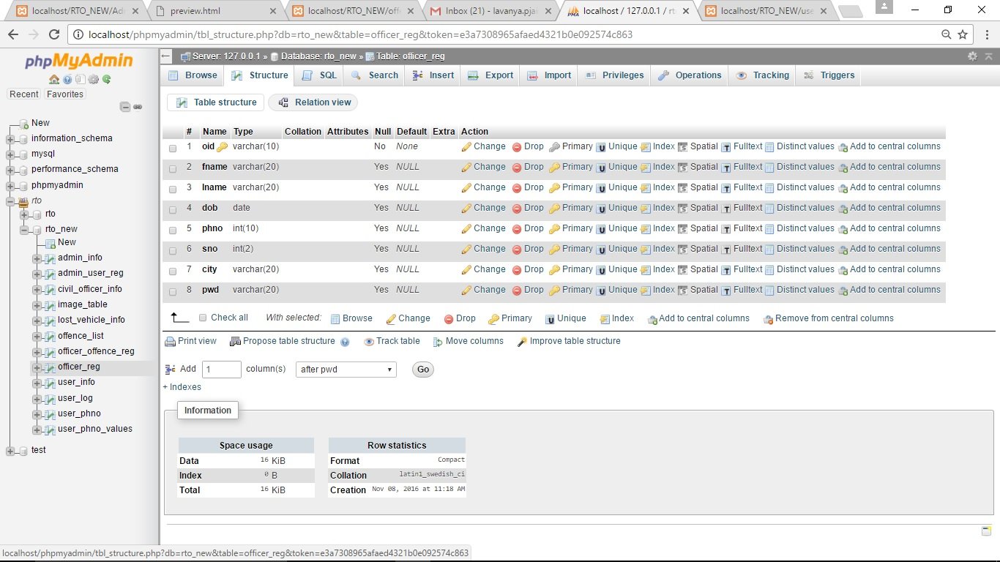 localhost/RTO_NEW/Ad
preview.html
localhost/RTO_NEW/off
Inbox (21) - lavanya.pjai
localhost / 127.0.0.1 / rt
localhost/RTO_NEW/use
localhost/phpmyadmin/tbl_structure.php?db=rto_new&table=officer_reg&token=e3a7308965afaed4321b0e092574c863
phpMyAdmin
Recent Favorites
New
information_schema
mysql
performance_schema
phpmyadmin
rto
rto
rto_new
New
admin_info
admin_user_reg
civil_officer_info
image_table
lost_vehicle_info
offence_list
officer_offence_reg
officer_reg
user_info
user_log
user_phno
user_phno_values
test
Server: 127.0.0.1 » Database: rto_new » Table: officer_reg
Browse Structure SQL Search Insert Export Import Privileges Operations Tracking Triggers
Table structure Relation view
# Name Type Collation Attributes Null Default Extra Action
1 oid varchar(10) No None Change Drop Primary Unique Index Spatial Fulltext Distinct values Add to central columns
2 fname varchar(20) Yes NULL Change Drop Primary Unique Index Spatial Fulltext Distinct values Add to central columns
3 lname varchar(20) Yes NULL Change Drop Primary Unique Index Spatial Fulltext Distinct values Add to central columns
4 dob date Yes NULL Change Drop Primary Unique Index Spatial Fulltext Distinct values Add to central columns
5 phno int(10) Yes NULL Change Drop Primary Unique Index Spatial Fulltext Distinct values Add to central columns
6 sno int(2) Yes NULL Change Drop Primary Unique Index Spatial Fulltext Distinct values Add to central columns
7 city varchar(20) Yes NULL Change Drop Primary Unique Index Spatial Fulltext Distinct values Add to central columns
8 pwd varchar(20) Yes NULL Change Drop Primary Unique Index Spatial Fulltext Distinct values Add to central columns
Check all With selected: Browse Change Drop Primary Unique Index Add to central columns Remove from central columns
Print view Propose table structure Track table Move columns Improve table structure
Add 1 column(s) after pwd Go
+ Indexes
Information
Space usage
Data 16 KiB
Index 0 B
Total 16 KiB
Row statistics
Format Compact
Collation latin1_swedish_ci
Creation Nov 08, 2016 at 11:18 AM
localhost/phpmyadmin/tbl_structure.php?db=rto_new&table=officer_reg&token=e3a7308965afaed4321b0e092574c863